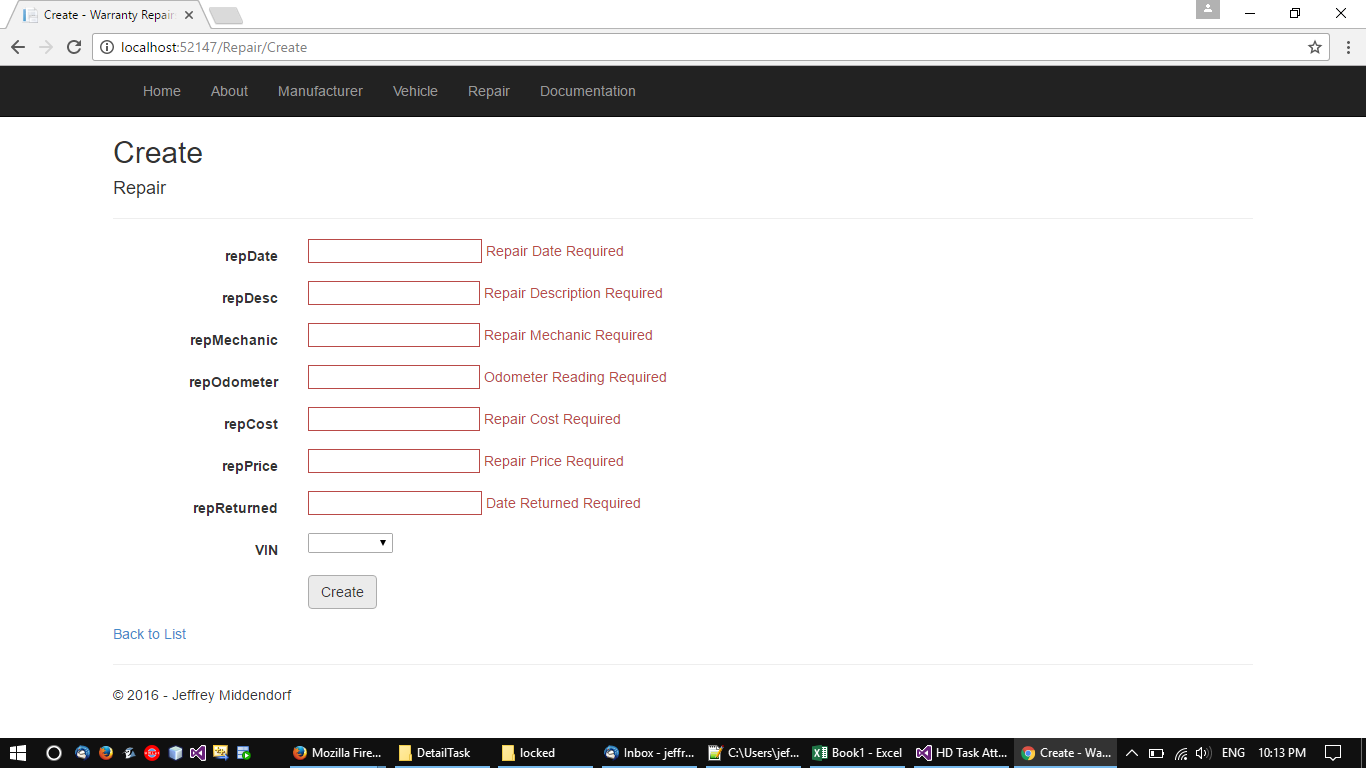 Create - Warranty Repair
localhost:52147/Repair/Create
Home About Manufacturer Vehicle Repair Documentation
Create
Repair
repDate Repair Date Required
repDesc Repair Description Required
repMechanic Repair Mechanic Required
repOdometer Odometer Reading Required
repCost Repair Cost Required
repPrice Repair Price Required
repReturned Date Returned Required
VIN
Create
Back to List
© 2016 - Jeffrey Middendorf
Mozilla Fire... DetailTask locked Inbox - jeffr... C:\Users\jef... Book1 - Excel HD Task Att... Create - Wa... ENG 10:13 PM